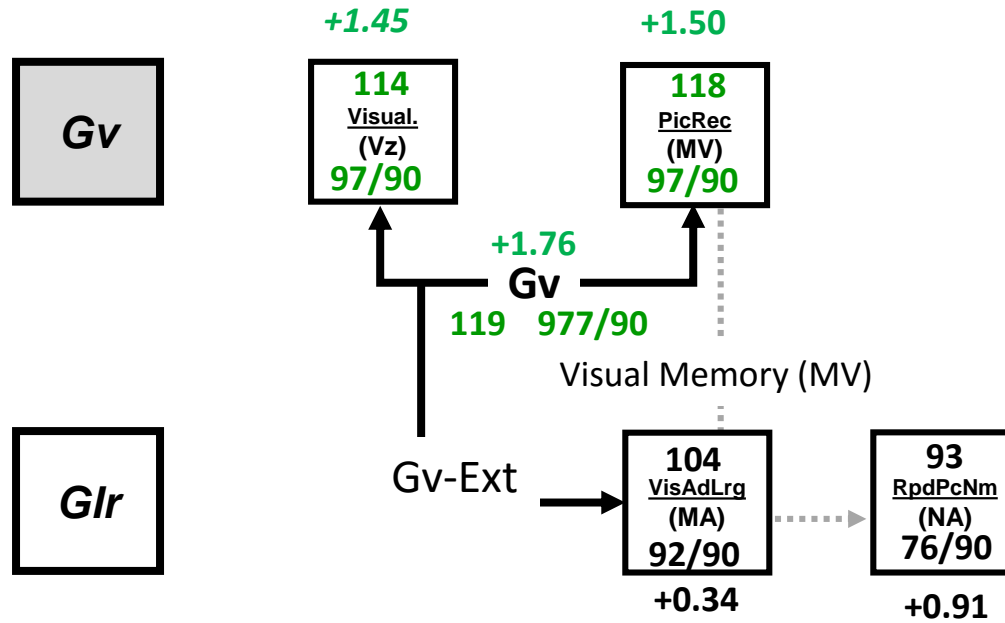 +1.45
+1.50
Gv
114
Visual.
(Vz)
97/90
118
PicRec
(MV)
97/90
+1.76
Gv
119 977/90
Visual Memory (MV)
Glr
Gv-Ext
104
VisAdLrg
(MA)
92/90
+0.34
93
RpdPcNm
(NA)
76/90
+0.91